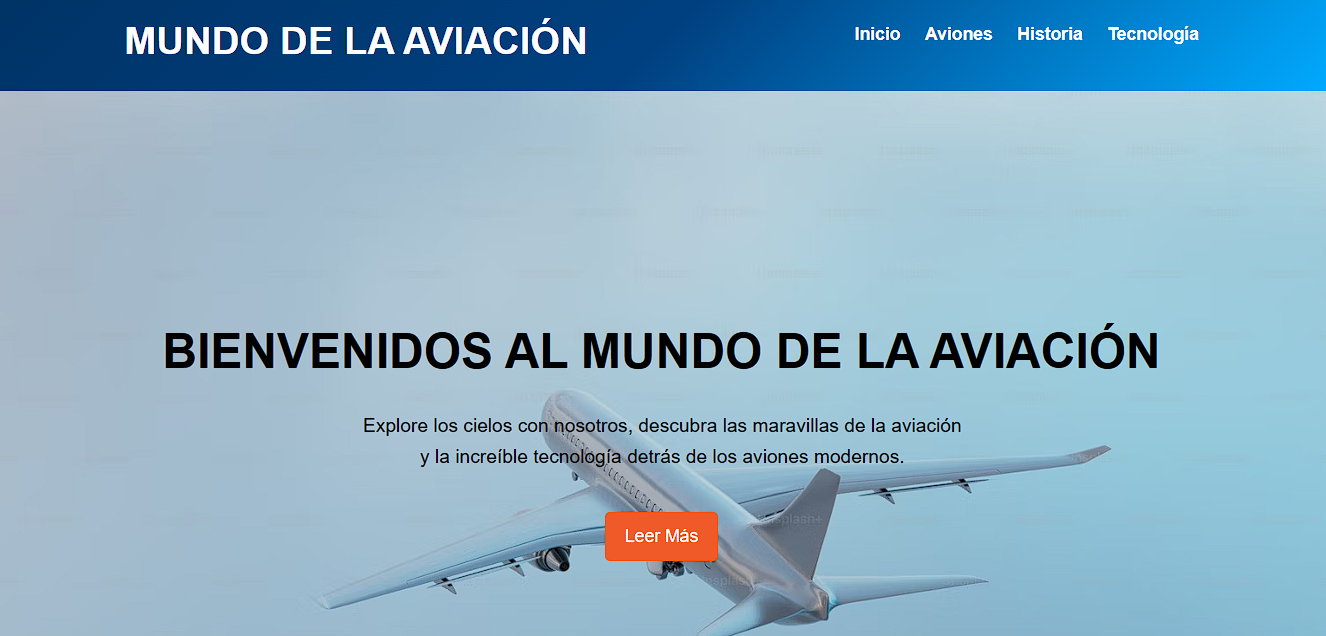 MUNDO DE LA AVIACIÓN
Inicio Aviones Historia Tecnología
BIENVENIDOS AL MUNDO DE LA AVIACIÓN
Explore los cielos con nosotros, descubra las maravillas de la aviación
y la increíble tecnología detrás de los aviones modernos.
Leer Más